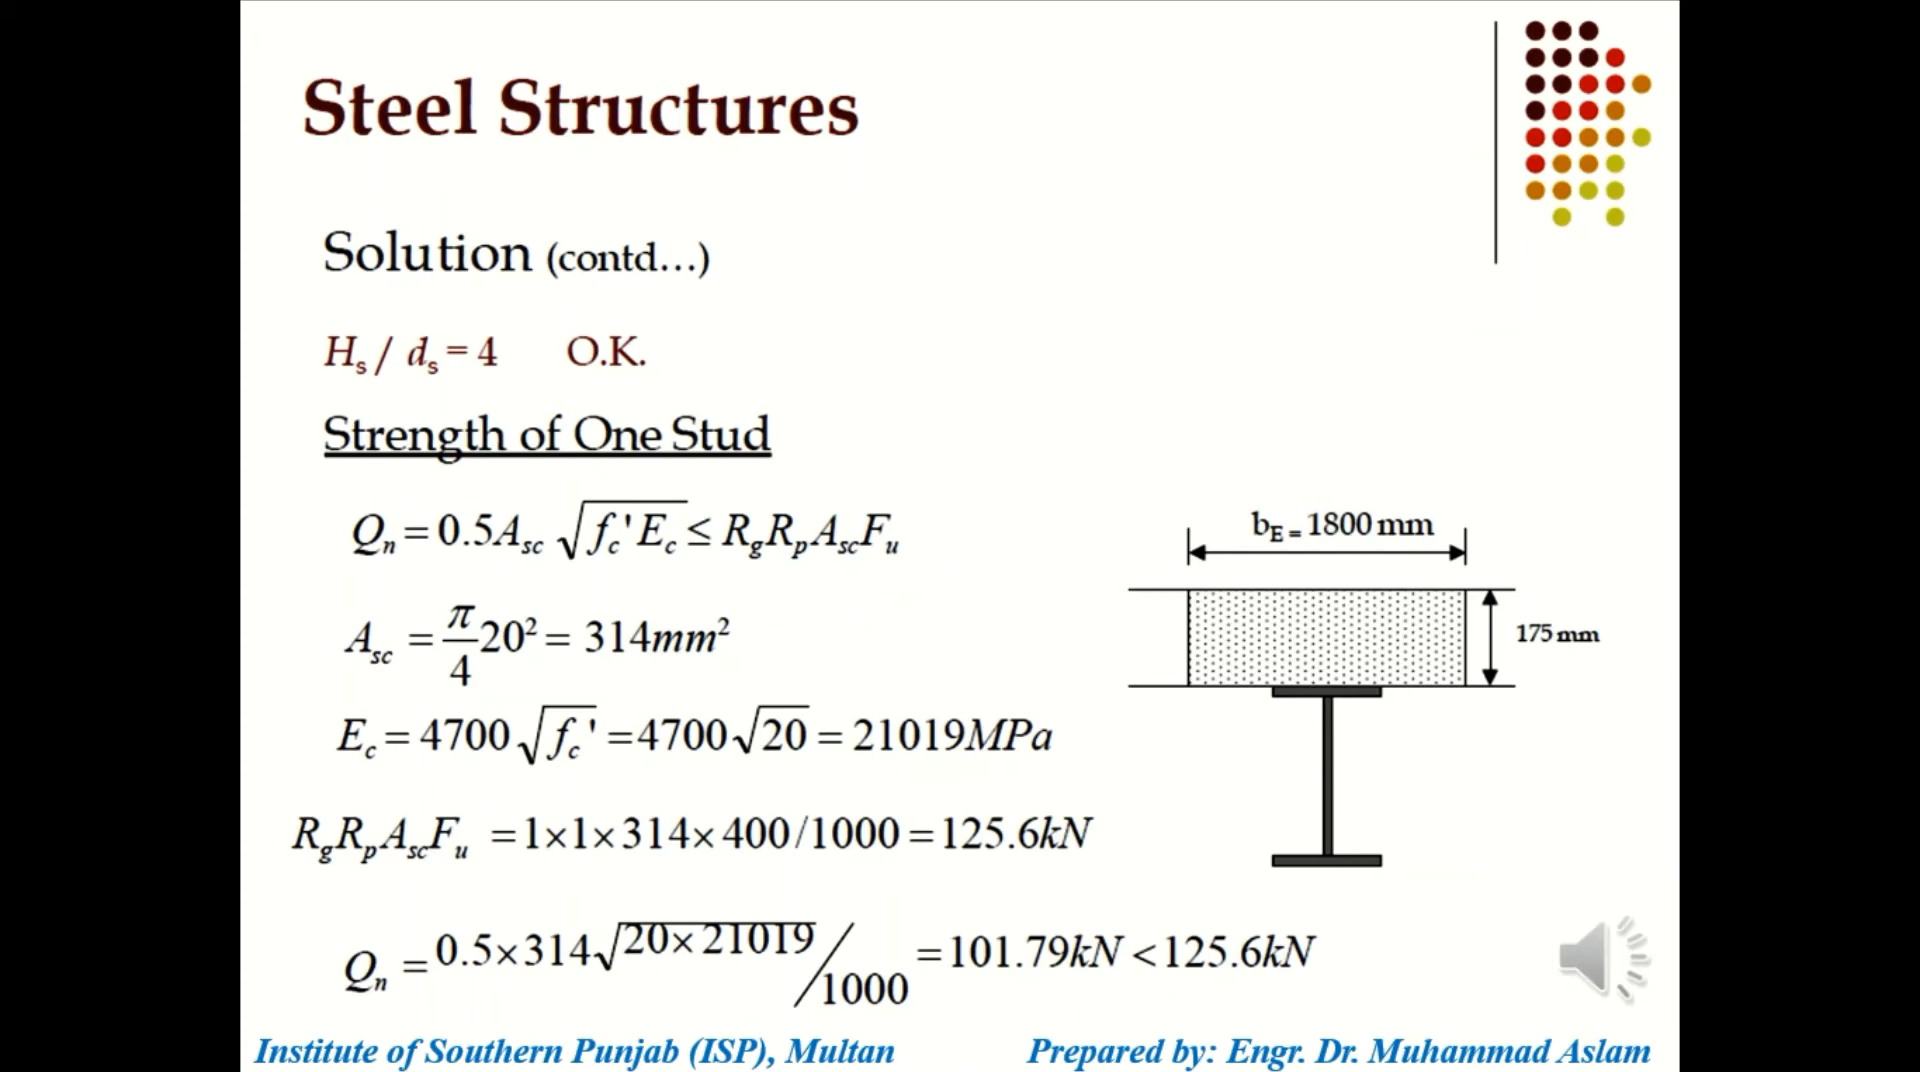 Steel Structures
Solution (contd...)
Hs / ds = 4 O.K.
Strength of One Stud
Qn = 0.5Asc √(fc'Ec) ≤ RgRpAscFu
Asc = π/4 20² = 314mm²
Ec = 4700√fc' =4700√20 = 21019MPa
RgRpAscFu =1×1×314×400/1000 =125.6kN
Qn = 0.5×314√(20×21019)/1000 =101.79kN <125.6kN
bE = 1800 mm
175 mm
Institute of Southern Punjab (ISP), Multan
Prepared by: Engr. Dr. Muhammad Aslam